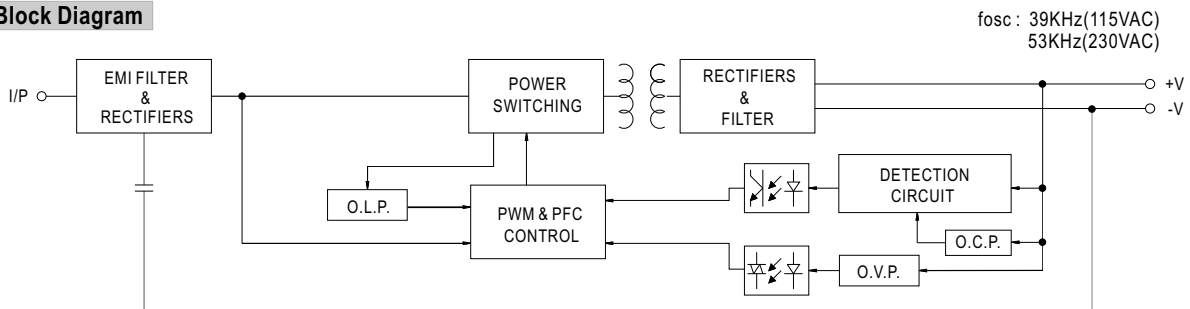 Block Diagram
fosc : 39KHz(115VAC)
53KHz(230VAC)
I/P
EMI FILTER
&
RECTIFIERS
POWER
SWITCHING
RECTIFIERS
&
FILTER
+V
-V
O.L.P.
PWM & PFC
CONTROL
DETECTION
CIRCUIT
O.C.P.
O.V.P.